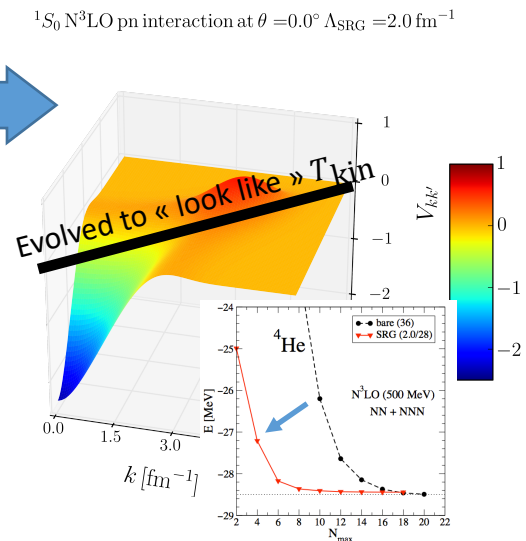 ¹S₀ N³LO pn interaction at θ =0.0° Λ_SRG =2.0 fm⁻¹
Evolved to « look like » T_kin
1
0
−1
−2
V_kk′
1
0
−1
−2
0.0
1.5
3.0
k [fm⁻¹]
⁴He
bare (36)
SRG (2.0/28)
N³LO (500 MeV)
NN + NNN
E [MeV]
−24
−25
−26
−27
−28
−29
2 4 6 8 10 12 14 16 18 20 22
N_max